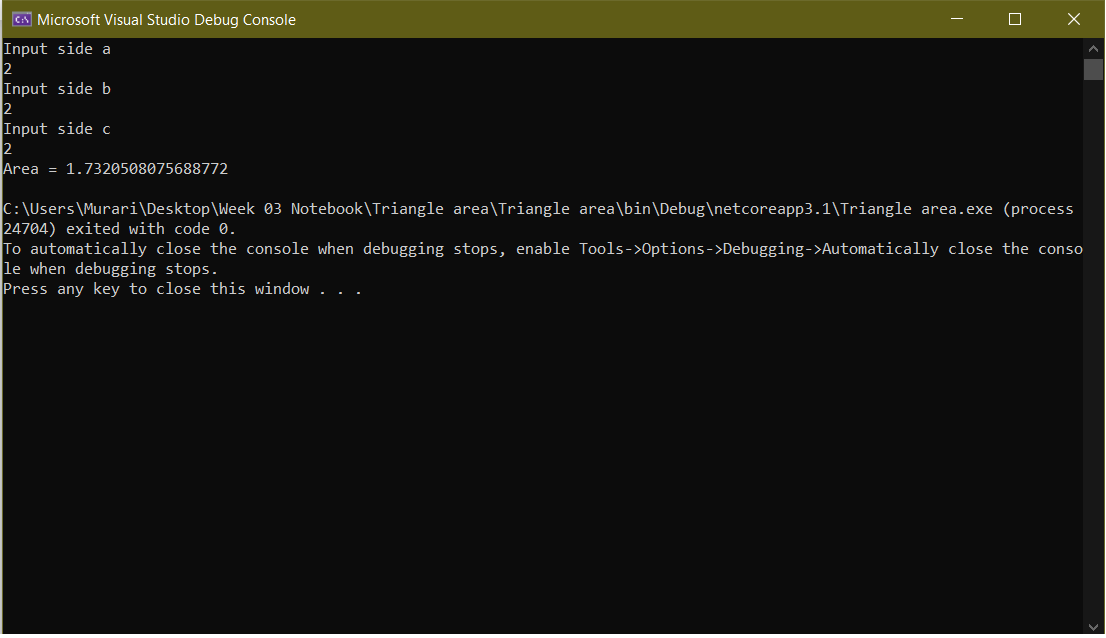 Microsoft Visual Studio Debug Console
Input side a
2
Input side b
2
Input side c
2
Area = 1.7320508075688772
C:\Users\Murari\Desktop\Week 03 Notebook\Triangle area\Triangle area\bin\Debug\netcoreapp3.1\Triangle area.exe (process
24704) exited with code 0.
To automatically close the console when debugging stops, enable Tools->Options->Debugging->Automatically close the conso
le when debugging stops.
Press any key to close this window . . .